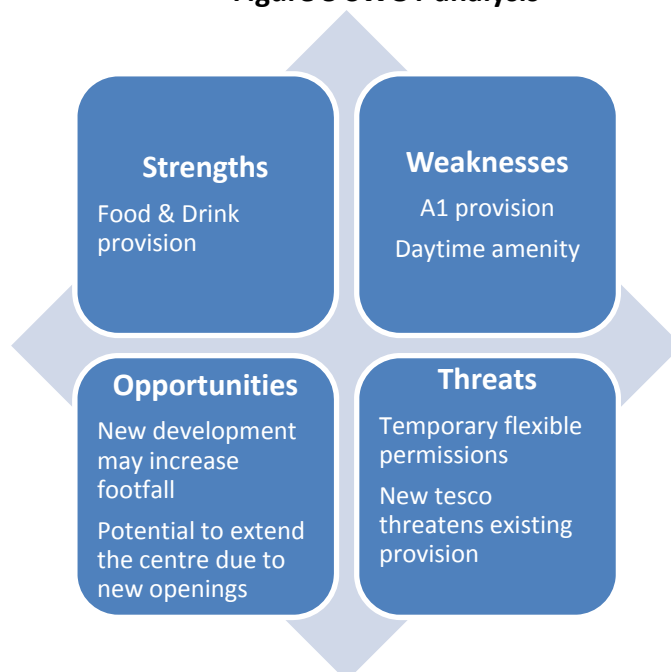 Strengths
Food & Drink
provision
Weaknesses
A1 provision
Daytime amenity
Opportunities
New development
may increase
footfall
Potential to extend
the centre due to
new openings
Threats
Temporary flexible
permissions
New tesco
threatens existing
provision